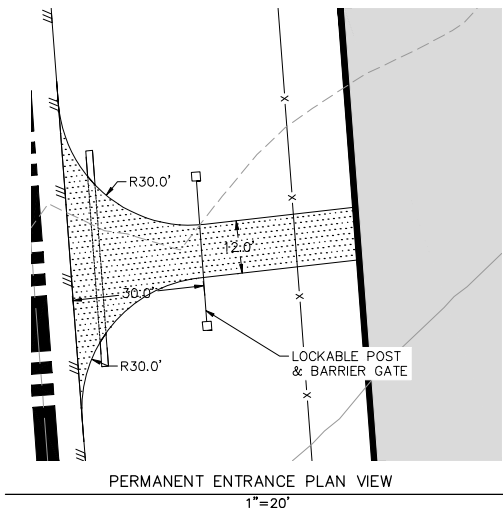 R30.0'
12.0'
30.0'
R30.0'
LOCKABLE POST
& BARRIER GATE
X
X
X
X
PERMANENT ENTRANCE PLAN VIEW
1"=20'